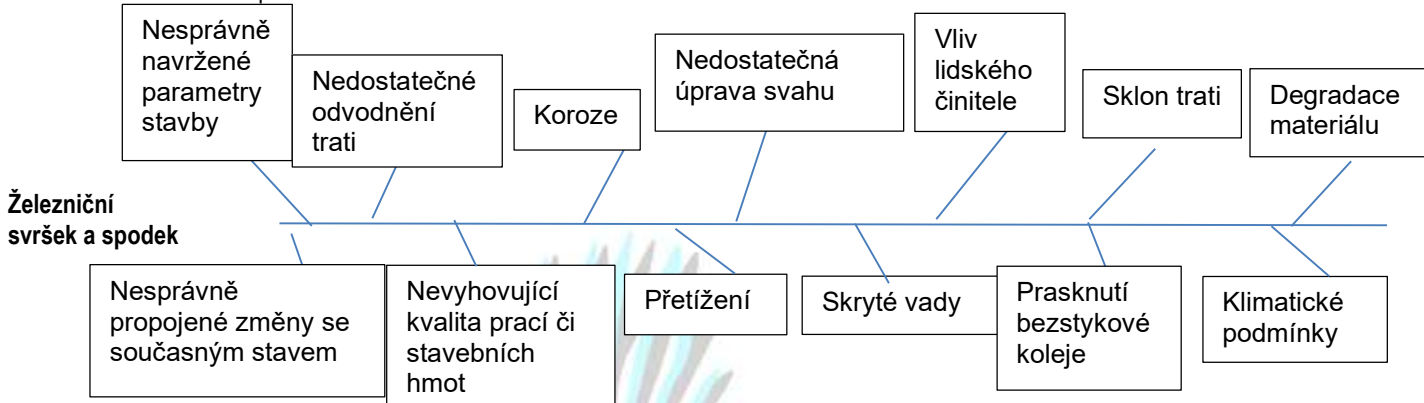 Nesprávně
navržené
parametry
stavby
Nedostatečné
odvodnění
trati
Koroze
Nedostatečná
úprava svahu
Vliv
lidského
činitele
Sklon trati
Degradace
materiálu
Železniční
svršek a spodek
Nesprávně
propojené změny se
současným stavem
Nevyhovující
kvalita prací či
stavebních
hmot
Přetížení
Skryté vady
Prasknutí
bezstykové
koleje
Klimatické
podmínky